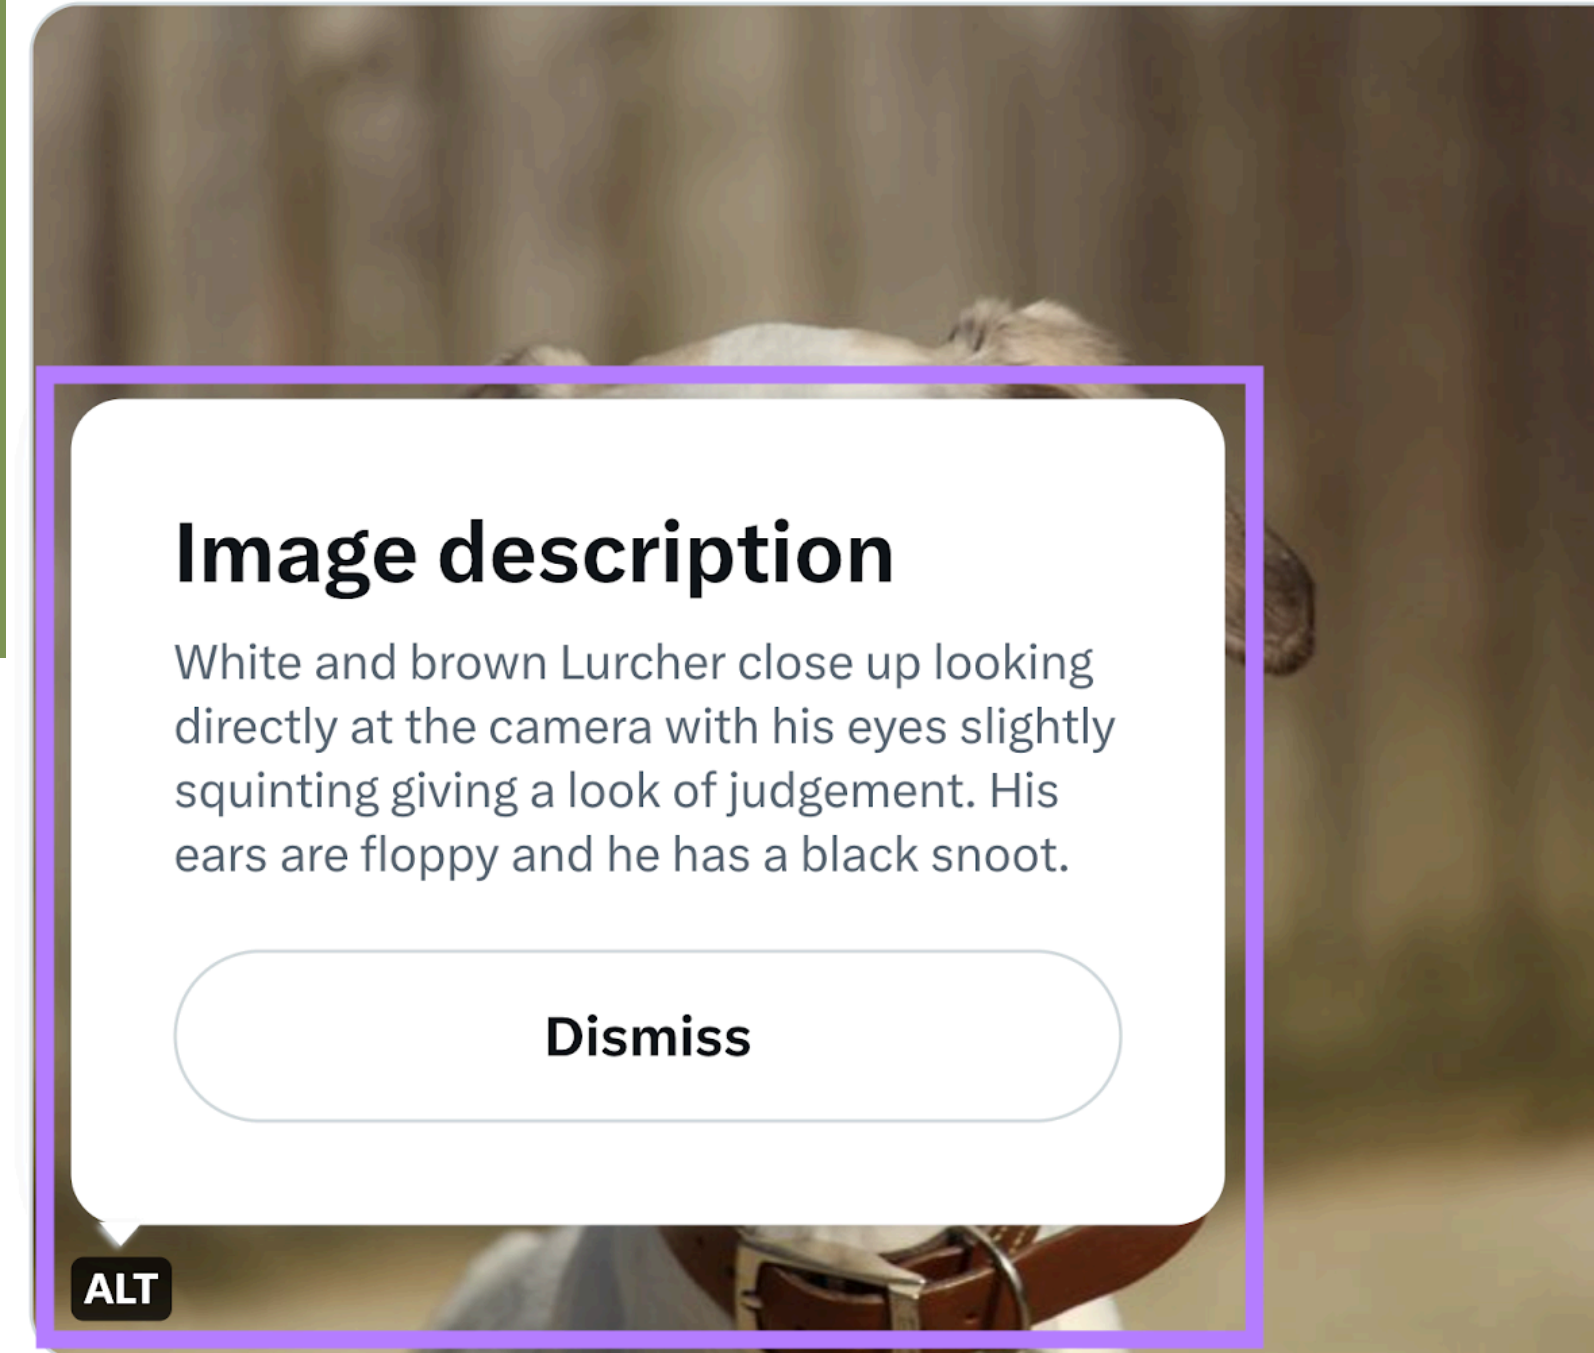 Image description
White and brown Lurcher close up looking
directly at the camera with his eyes slightly
squinting giving a look of judgement. His
ears are floppy and he has a black snoot.
Dismiss
ALT